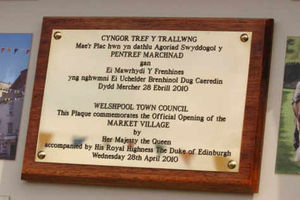 CYNGOR TREF Y TRALLWNG
Mae'r Plac hwn yn dathlu Agoriad Swyddogol y
PENTREF MARCHNAD
gan
Ei Mawrhydi Y Frenhines
yng nghwmni Ei Uchelder Brenhinol Dug Caeredin
Dydd Mercher 28 Ebrill 2010
WELSHPOOL TOWN COUNCIL
This Plaque commemorates the Official Opening of the
MARKET VILLAGE
by
Her Majesty the Queen
accompanied by His Royal Highness The Duke of Edinburgh
Wednesday 28th April 2010